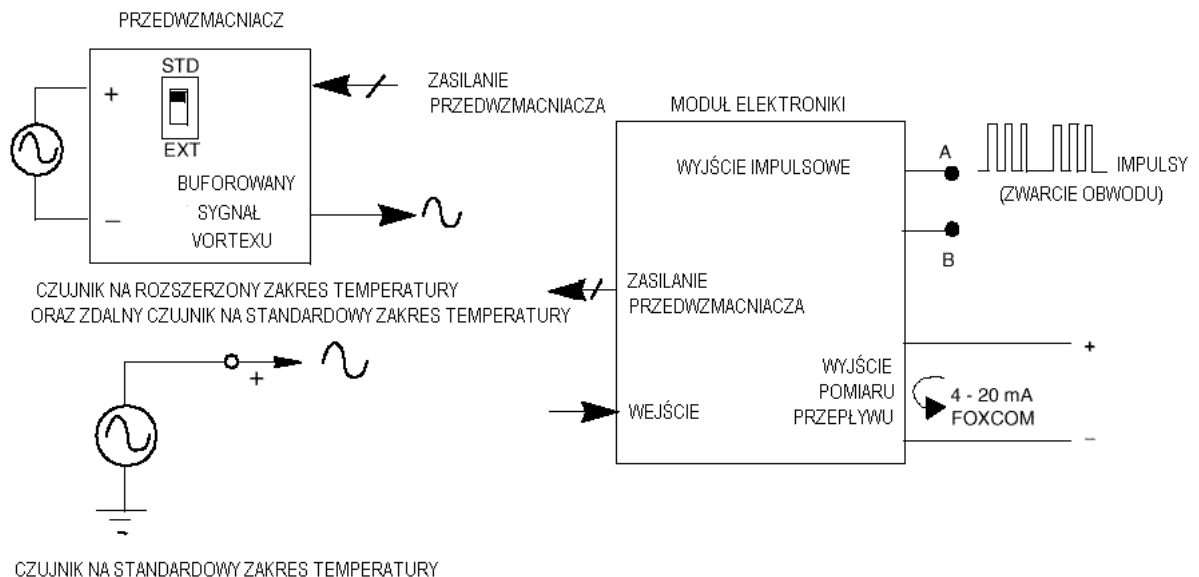 PRZEDWZMACNIACZ
STD
+
EXT
BUFOROWANY
SYGNAŁ
VORTEXU
–
ZASILANIE
PRZEDWZMACNIACZA
CZUJNIK NA ROZSZERZONY ZAKRES TEMPERATURY
ORAZ ZDALNY CZUJNIK NA STANDARDOWY ZAKRES TEMPERATURY
+
CZUJNIK NA STANDARDOWY ZAKRES TEMPERATURY
MODUŁ ELEKTRONIKI
WYJŚCIE IMPULSOWE
A
IMPULSY
(ZWARCIE OBWODU)
B
ZASILANIE
PRZEDWZMACNIACZA
WYJŚCIE
POMIARU
PRZEPŁYWU
+
4 - 20 mA
FOXCOM
–
WEJŚCIE